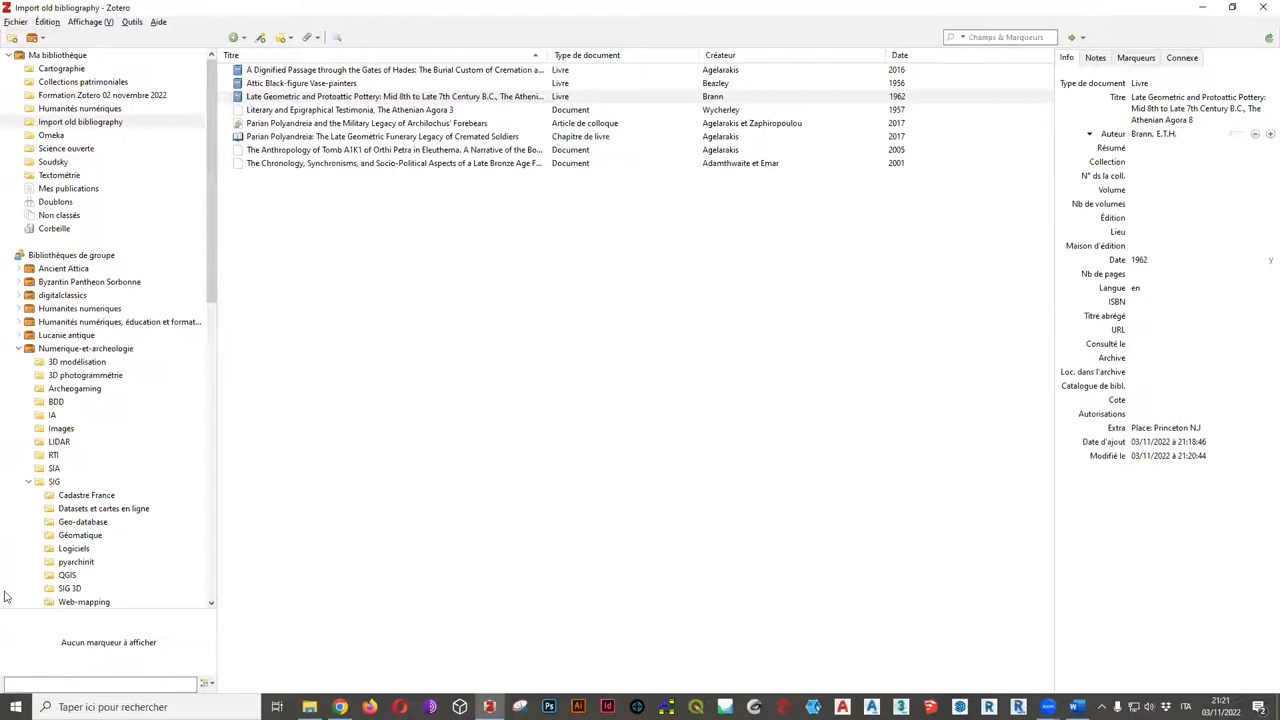 Import old bibliography - Zotero
Fichier Édition Affichage (V) Outils Aide
Champs & Marqueurs
Ma bibliothèque
Cartographie
Collections patrimoniales
Formation Zotero 02 novembre 2022
Humanités numériques
Import old bibliography
Omeka
Science ouverte
Soudsky
Textométrie
Mes publications
Doublons
Non classés
Corbeille
Bibliothèques de groupe
Ancient Attica
Byzantin Pantheon Sorbonne
digitalclassics
Humanites numeriques
Humanités numériques, éducation et format...
Lucanie antique
Numerique-et-archeologie
3D modélisation
3D photogrammétrie
Archeogaming
BDD
IA
Images
LIDAR
RTI
SIA
SIG
Cadastre France
Datasets et cartes en ligne
Geo-database
Géomatique
Logiciels
pyarchinit
QGIS
SIG 3D
Web-mapping
Aucun marqueur à afficher
Titre Type de document Créateur Date
A Dignified Passage through the Gates of Hades: The Burial Custom of Cremation a... Livre Agelarakis 2016
Attic Black-figure Vase-painters Livre Beezley 1956
Late Geometric and Protoattic Pottery: Mid 8th to Late 7th Century B.C., The Atheni... Livre Brann 1962
Literary and Epigraphical Testimonia, The Athenian Agora 3 Document Wycherley 1957
Parian Polyandreia and the Military Legacy of Archilochus' Forebears Article de colloque Agelarakis et Zaphiropoulou 2017
Parian Polyandreia: The Late Geometric Funerary Legacy of Cremated Soldiers Chapitre de livre Agelarakis 2017
The Anthropology of Tomb A1K1 of Orthi Petra in Eleutherna. A Narrative of the Bo... Document Agelarakis 2005
The Chronology, Synchronisms, and Socio-Political Aspects of a Late Bronze Age F... Document Adamthwaite et Emar 2001
Info Notes Marqueurs Connexe
Type de document Livre
Titre Late Geometric and Protoattic Pottery:
Mid 8th to Late 7th Century B.C., The
Athenian Agora 8
Auteur Brann, E.T.H.
Résumé
Collection
N° ds la coll.
Volume
Nb de volumes
Édition
Lieu
Maison d'édition
Date 1962 y
Nb de pages
Langue en
ISBN
Titre abrégé
URL
Consulté le
Archive
Loc. dans l'archive
Catalogue de bibl.
Cote
Autorisations
Extra Place: Princeton N.J
Date d'ajout 03/11/2022 à 21:18:46
Modifié le 03/11/2022 à 21:20:44
Taper ici pour rechercher
Ps Ai Id
ITA
21:21
03/11/2022